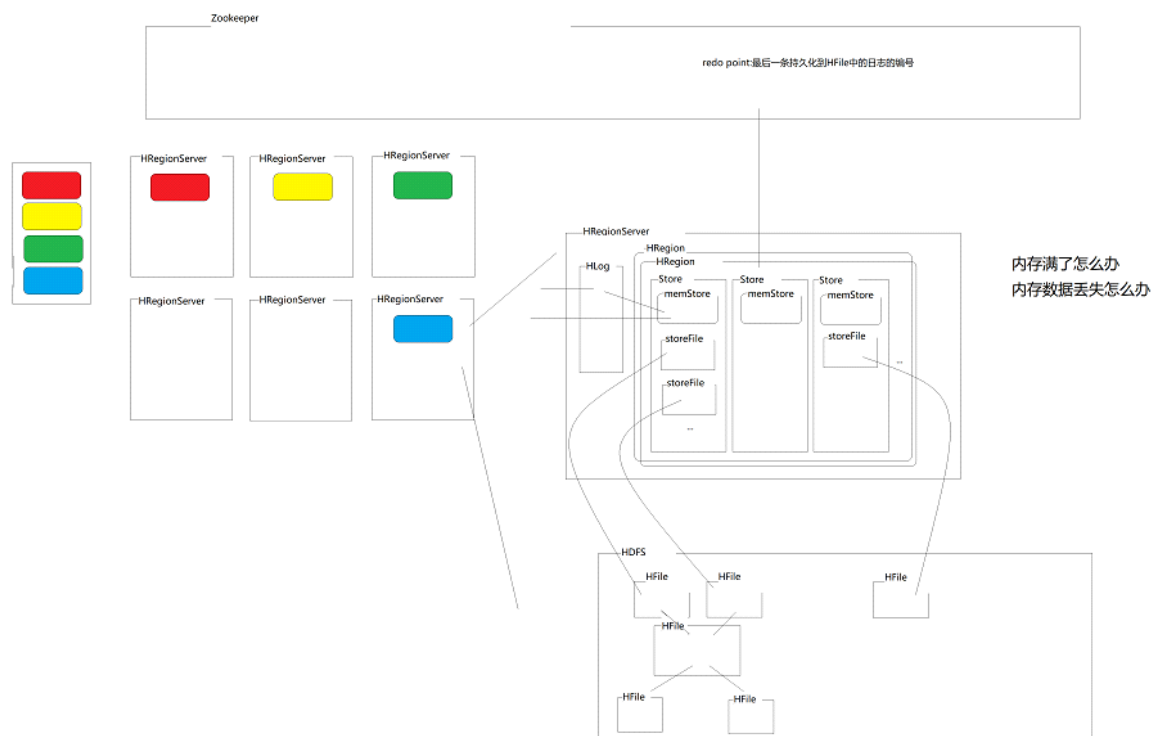 Zookeeper
redo point:最后一条持久化到HFile中的日志的编号
HRegionServer
HRegionServer
HRegionServer
HRegionServer
HRegionServer
HRegionServer
HRegionServer
HRegion
HRegion
HLog
Store
Store
Store
memStore
memStore
memStore
storeFile
storeFile
storeFile
...
...
内存满了怎么办
内存数据丢失怎么办
HDFS
HFile
HFile
HFile
HFile
HFile
HFile